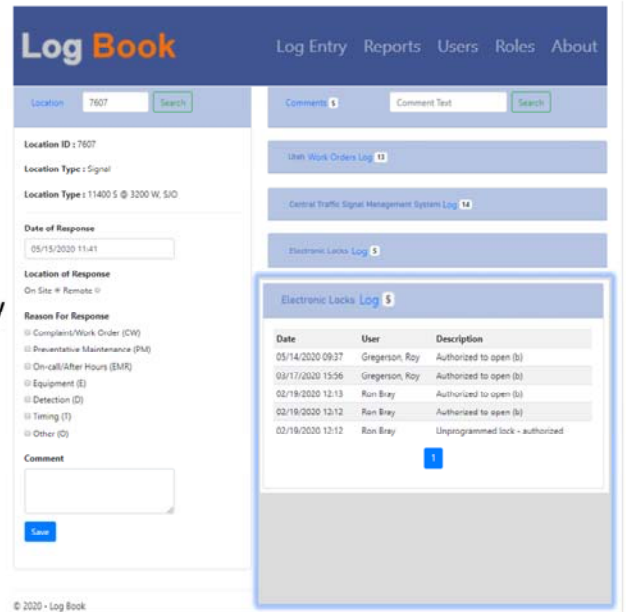 Log Book
Log Entry Reports Users Roles About
Location 7607 Search
Location ID : 7607
Location Type : Signal
Location Type : 11400 S @ 3200 W, SJO
Date of Response
05/15/2020 11:41
Location of Response
On Site Remote
Reason For Response
Complaint/Work Order (CW)
Preventative Maintenance (PM)
On-call/After Hours (EMR)
Equipment (E)
Detection (D)
Timing (T)
Other (O)
Comment
Save
Comments 5 Comment Text Search
Work Orders Log 13
Central Traffic Signal Management System Log 14
Electronic Locks Log 5
Electronic Locks Log 5
Date User Description
05/14/2020 09:37 Gregerson, Roy Authorized to open (b)
03/17/2020 15:56 Gregerson, Roy Authorized to open (b)
02/19/2020 12:13 Ron Bray Authorized to open (b)
02/19/2020 12:12 Ron Bray Authorized to open (b)
02/19/2020 12:12 Ron Bray Unprogrammed lock - authorized
1
© 2020 - Log Book